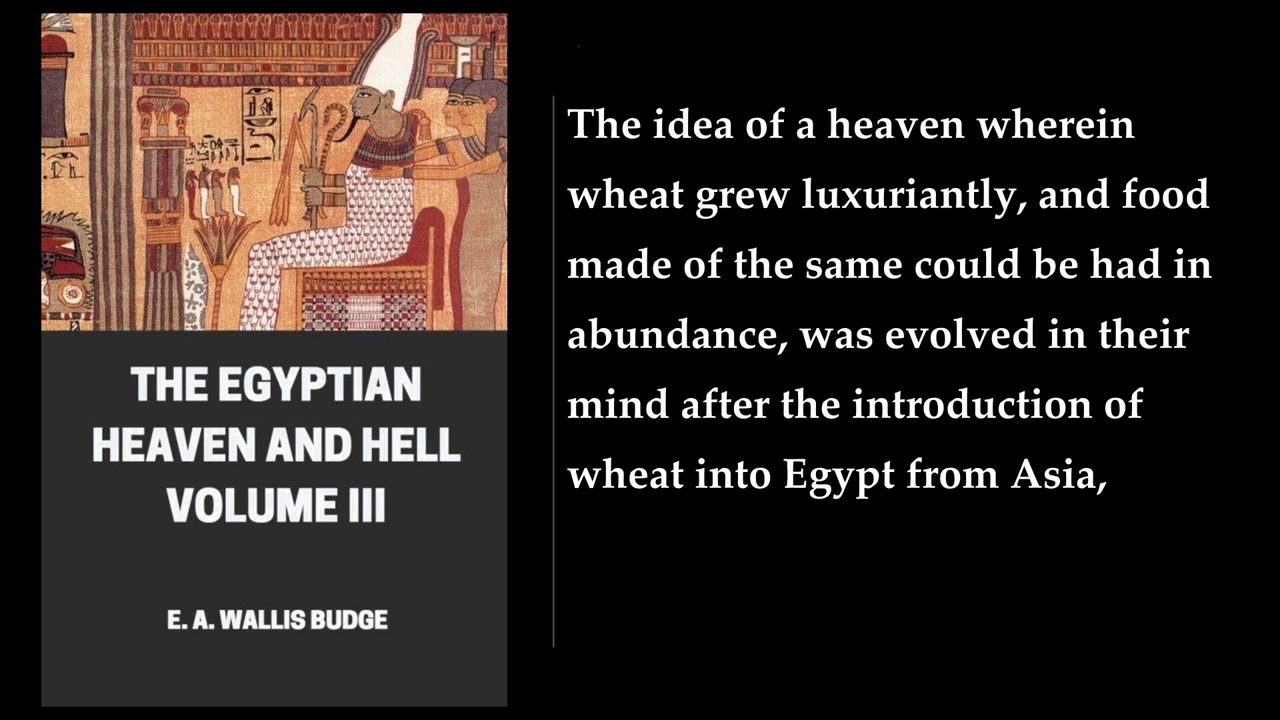 THE EGYPTIAN
HEAVEN AND HELL
VOLUME III
E. A. WALLIS BUDGE
The idea of a heaven wherein
wheat grew luxuriantly, and food
made of the same could be had in
abundance, was evolved in their
mind after the introduction of
wheat into Egypt from Asia,